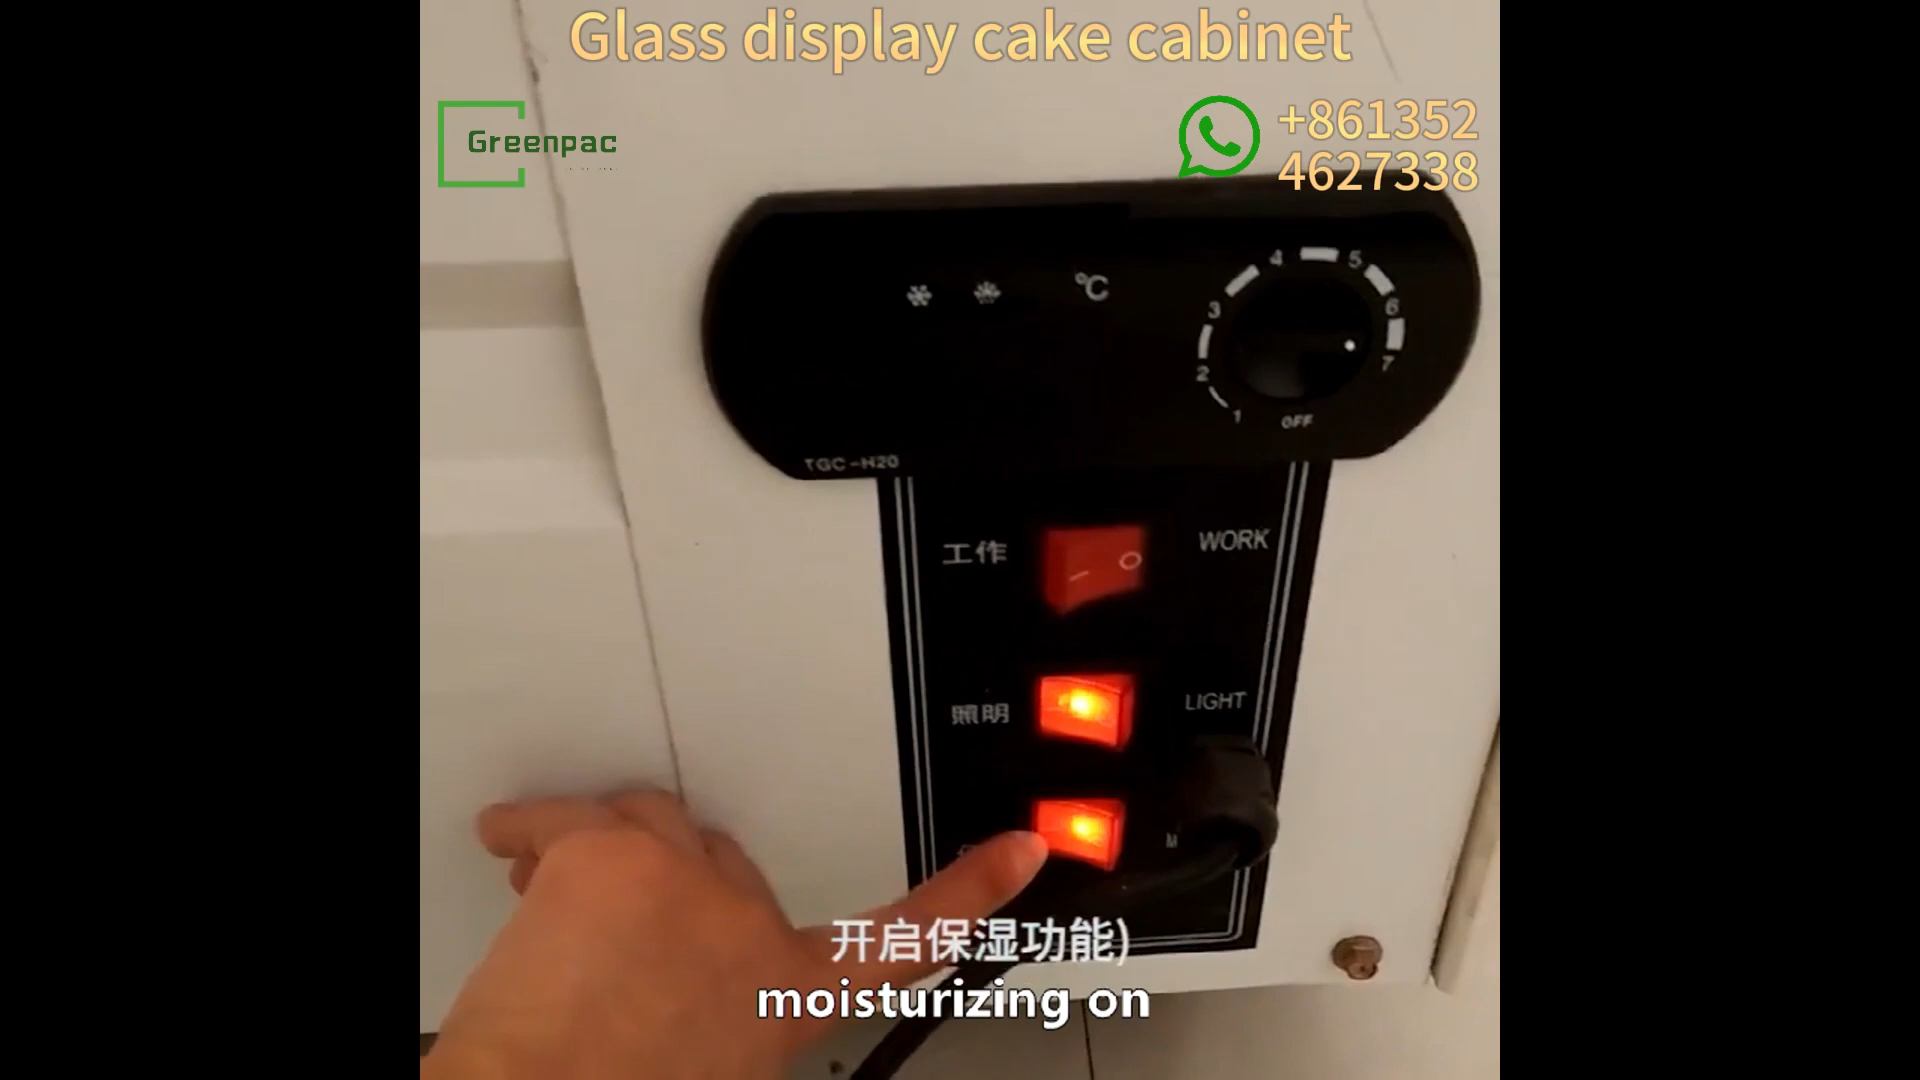 Glass display cake cabinet
Greenpac
+861352
4627338
℃
4
5
3
6
2
7
1
OFF
TGC-H20
工作
WORK
照明
LIGHT
M
开启保湿功能)
moisturizing on